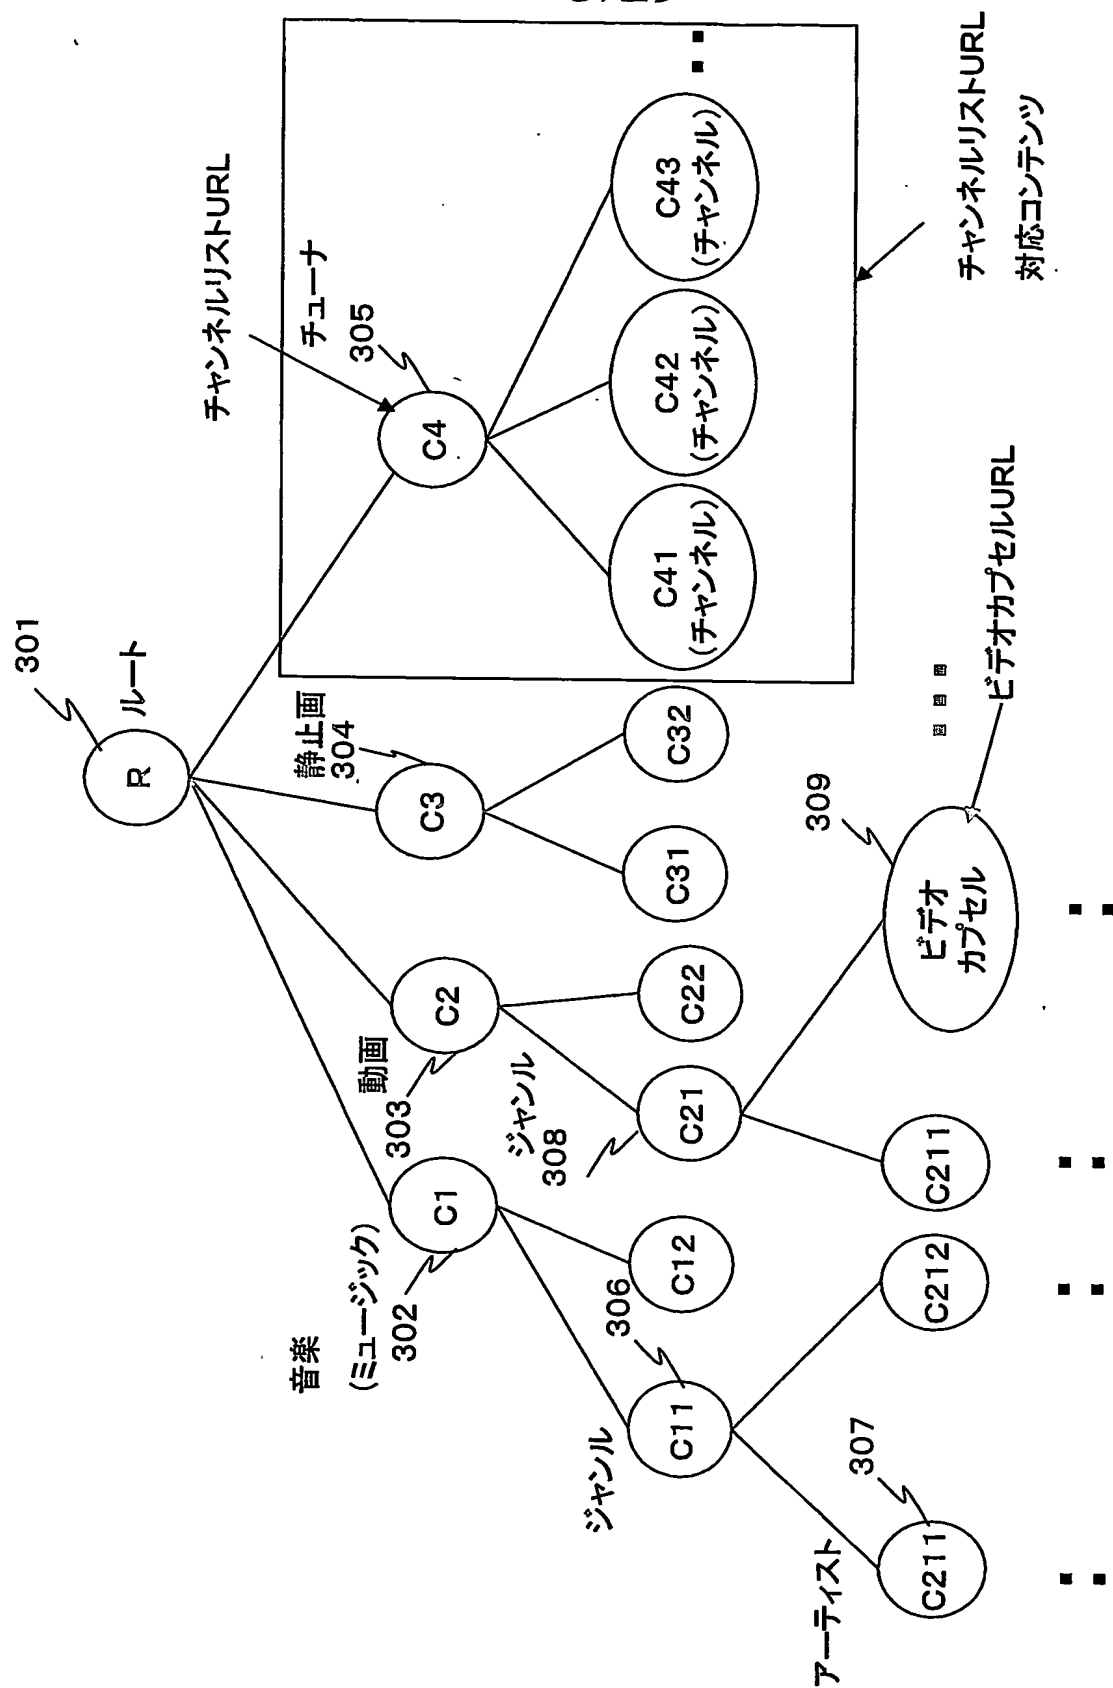 301
R
ルート
チャンネルリストURL
音楽
(ミュージック)
302
C1
動画
303
C2
静止画
304
C3
チューナ
305
C4
ジャンル
306
C11
C12
ジャンル
308
C21
C22
C31
C32
C41
(チャンネル)
C42
(チャンネル)
C43
(チャンネル)
アーティスト
307
C211
C212
C211
309
ビデオ
カプセル
ビデオカプセルURL
チャンネルリストURL
対応コンテンツ